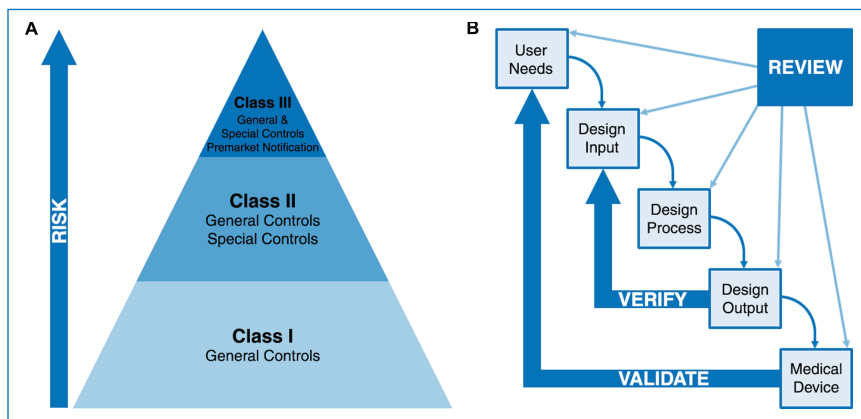 A
RISK
Class III
General &
Special Controls
Premarket Notification
Class II
General Controls
Special Controls
Class I
General Controls
B
User
Needs
REVIEW
Design
Input
Design
Process
Design
Output
VERIFY
Medical
Device
VALIDATE